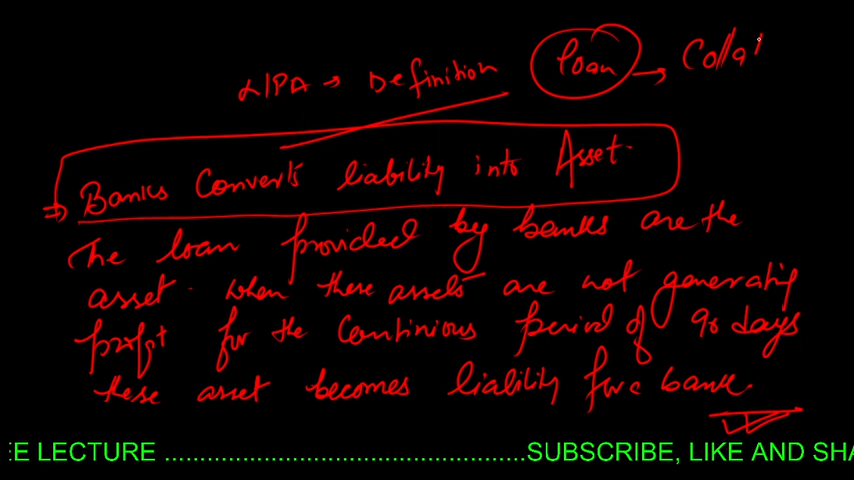 NPA → Definition loan → Colla
⇒ Banks Converts liability into Asset.
The loan provided by banks are the
asset. when these assets are not generating
profit for the Continious period of 90 days
these asset becomes liability for bank.
EE LECTURE ....................................................SUBSCRIBE, LIKE AND SHA